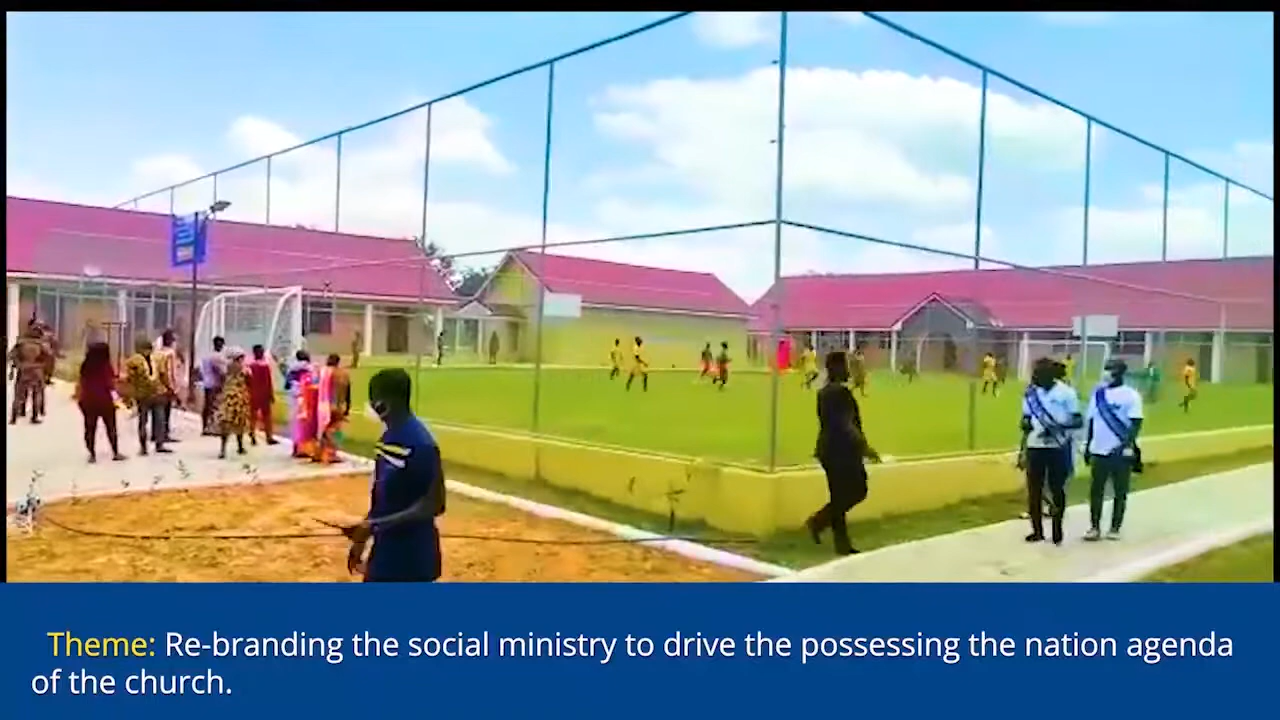 Theme: Re-branding the social ministry to drive the possessing the nation agenda
of the church.